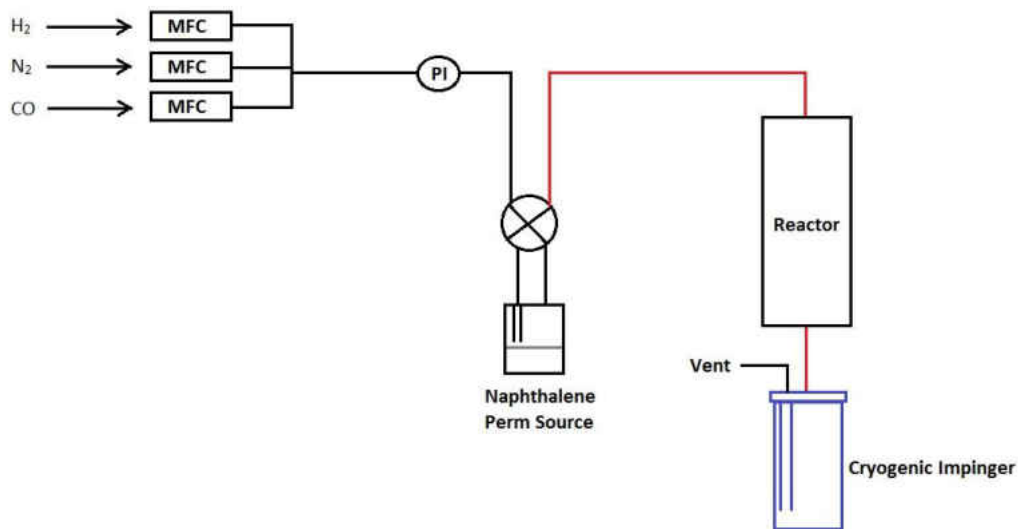 H₂
MFC
N₂
MFC
CO
MFC
PI
Reactor
Naphthalene
Perm Source
Vent
Cryogenic Impinger